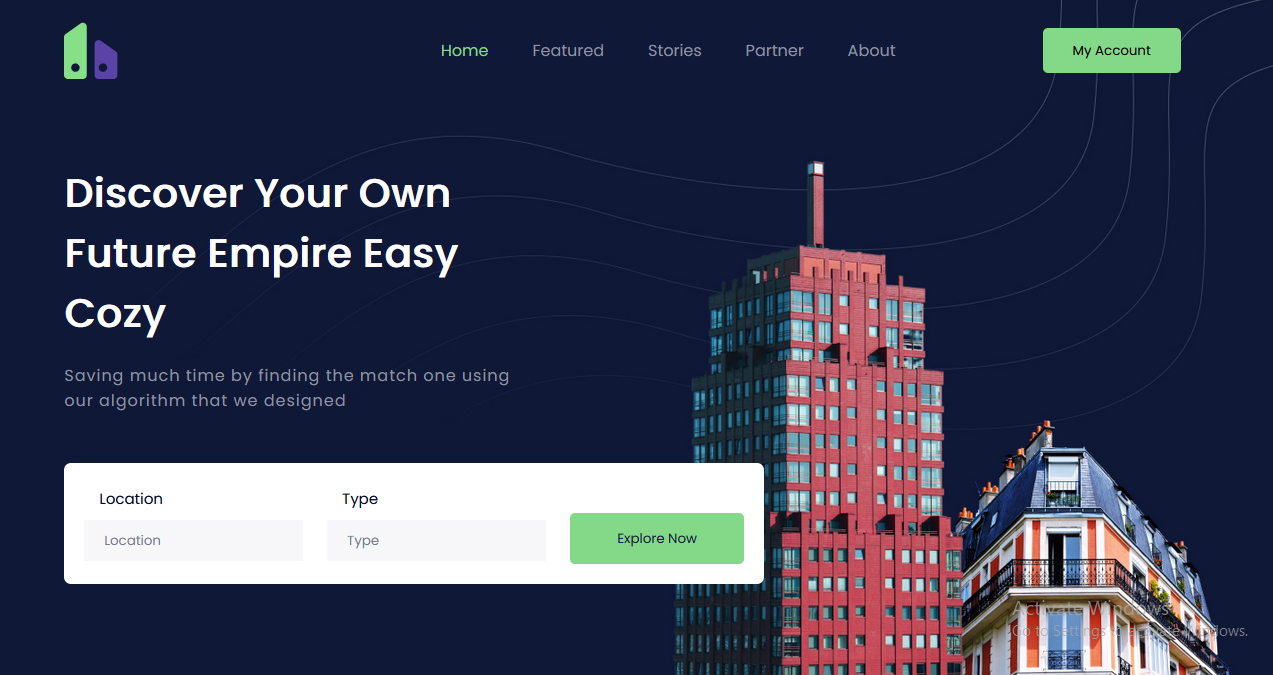 Home Featured Stories Partner About
My Account
Discover Your Own
Future Empire Easy
Cozy
Saving much time by finding the match one using
our algorithm that we designed
Location
Type
Location
Type
Explore Now
Activate Windows
Go to Settings to activate Windows.